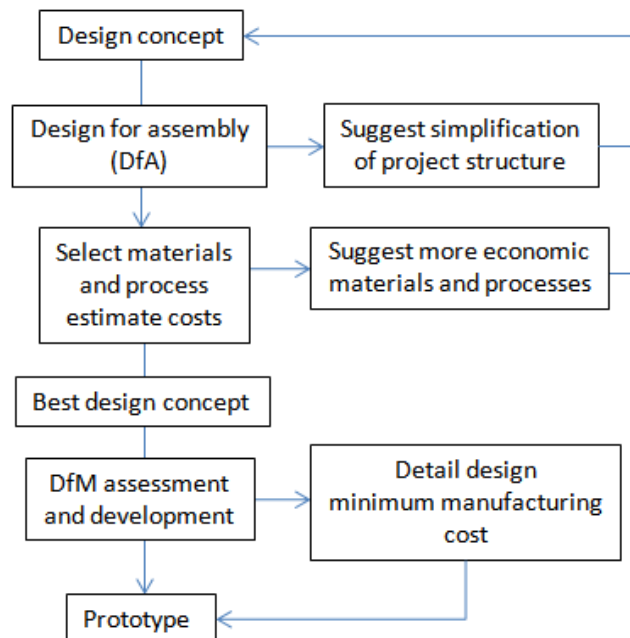 Design concept
Design for assembly
(DfA)
Suggest simplification
of project structure
Select materials
and process
estimate costs
Suggest more economic
materials and processes
Best design concept
DfM assessment
and development
Detail design
minimum manufacturing
cost
Prototype